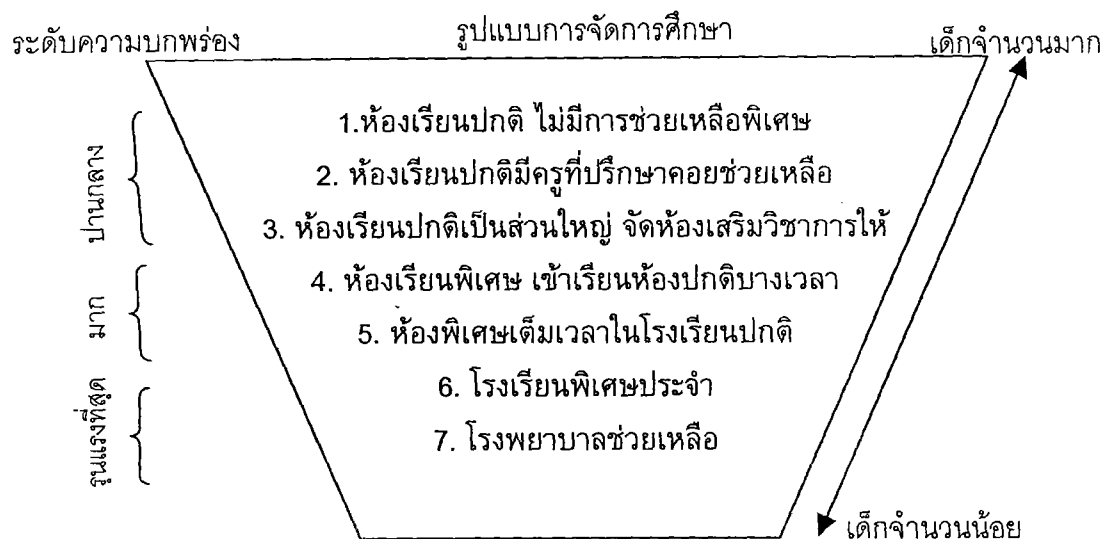 ระดับความบกพร่อง รูปแบบการจัดการศึกษา เด็กจำนวนมาก
ปานกลาง
1.ห้องเรียนปกติ ไม่มีการช่วยเหลือพิเศษ
2. ห้องเรียนปกติมีครูที่ปรึกษาคอยช่วยเหลือ
3. ห้องเรียนปกติเป็นส่วนใหญ่ จัดห้องเสริมวิชาการให้
มาก
4. ห้องเรียนพิเศษ เข้าเรียนห้องปกติบางเวลา
5. ห้องพิเศษเต็มเวลาในโรงเรียนปกติ
รุนแรงที่สุด
6. โรงเรียนพิเศษประจำ
7. โรงพยาบาลช่วยเหลือ
เด็กจำนวนน้อย